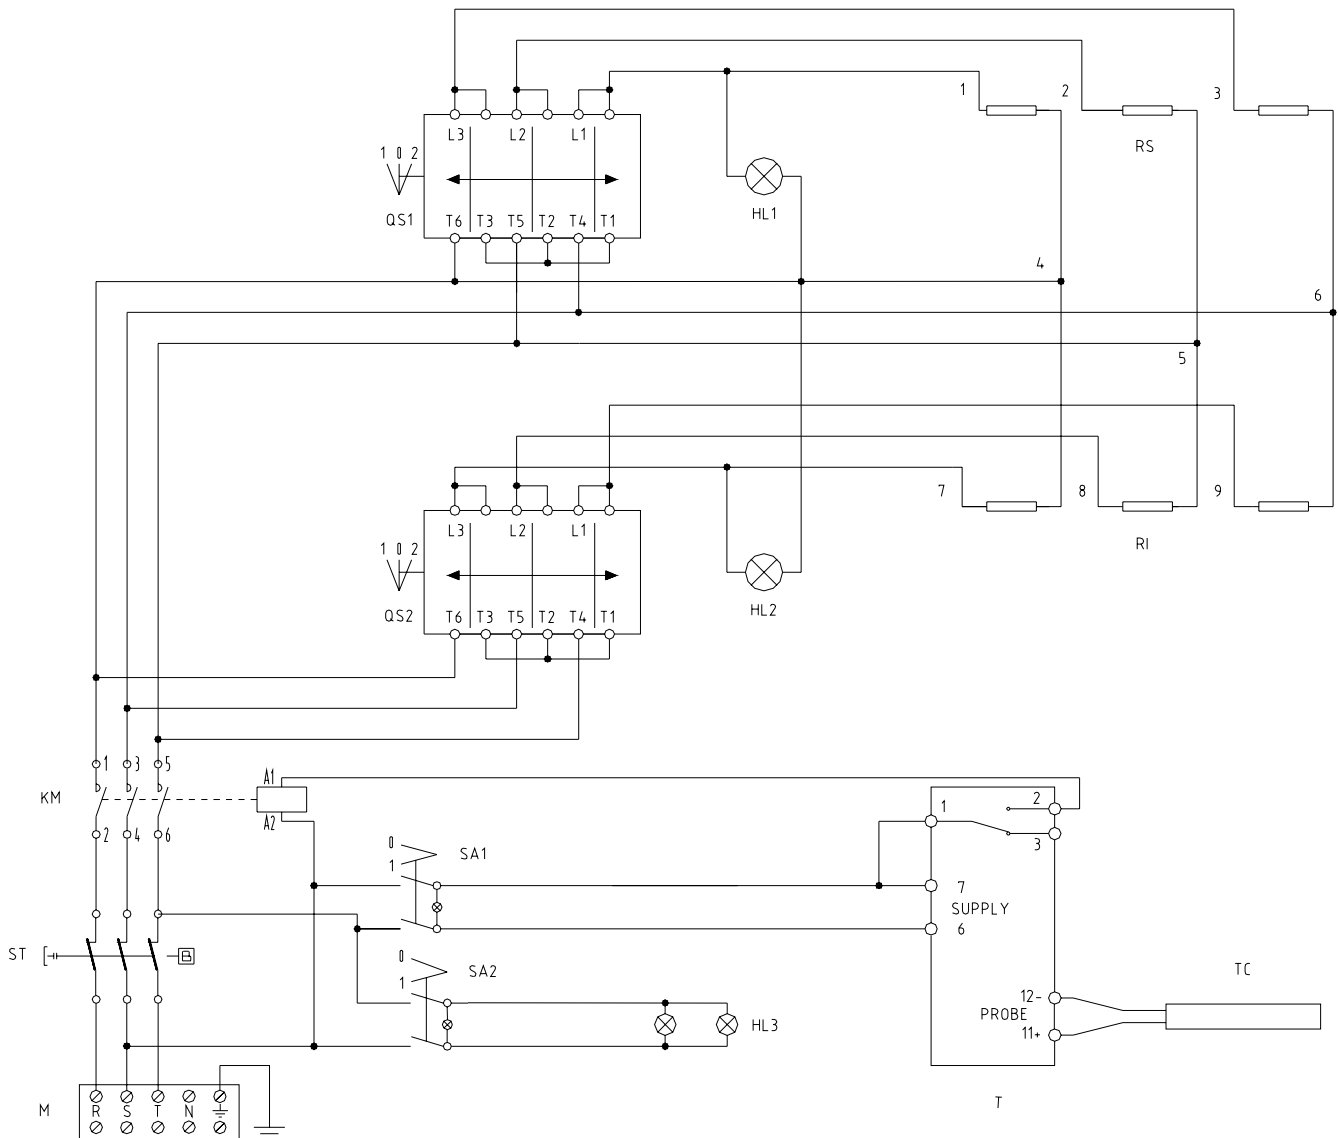 1 2 3
L3 L2 L1
RS
1 0 2
HL1
QS1
T6 T3 T5 T2 T4 T1
4
6
5
7 8 9
L3 L2 L1
RI
1 0 2
HL2
QS2
T6 T3 T5 T2 T4 T1
1 3 5
A1
KM
1 2
A2
2 4 6
3
0
SA1
1
7
SUPPLY
6
ST
B
0
SA2
1
TC
12-
PROBE
11+
HL3
T
M
R S T N